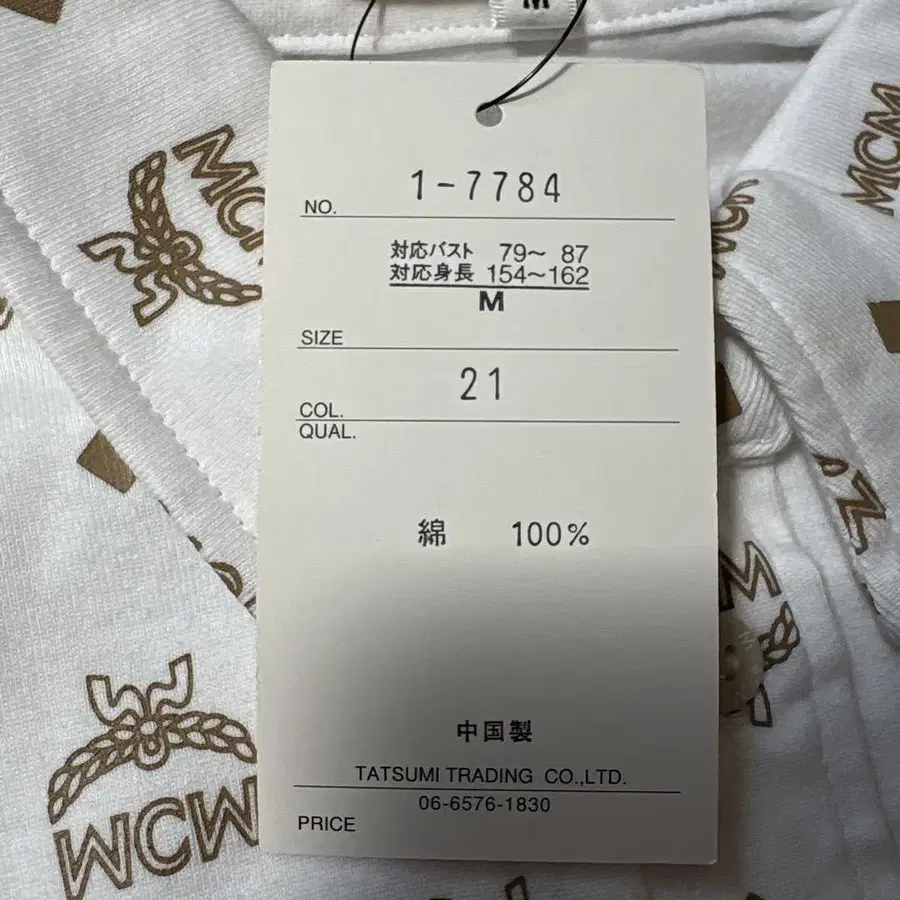 M
NO. 1-7784
対応バスト 79～ 87
対応身長 154～162
M
SIZE
COL. 21
QUAL.
綿 100%
中国製
TATSUMI TRADING CO.,LTD.
06-6576-1830
PRICE
MCM
MCM
MCM